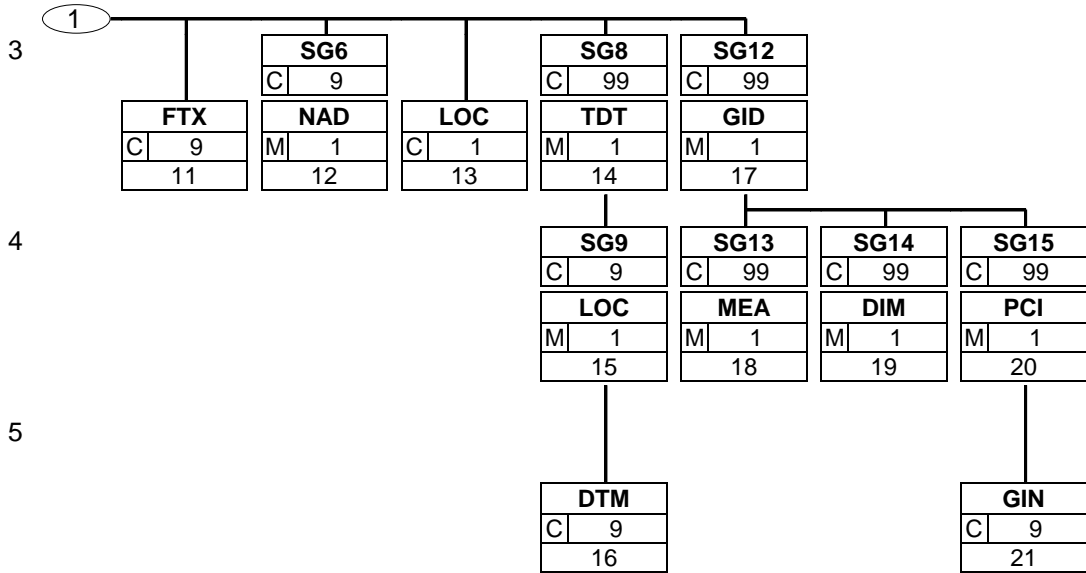 1
3
SG6 SG8 SG12
C 9 C 99 C 99
FTX NAD LOC TDT GID
C 9 M 1 C 1 M 1 M 1
11 12 13 14 17
4
SG9 SG13 SG14 SG15
C 9 C 99 C 99 C 99
LOC MEA DIM PCI
M 1 M 1 M 1 M 1
15 18 19 20
5
DTM GIN
C 9 C 9
16 21